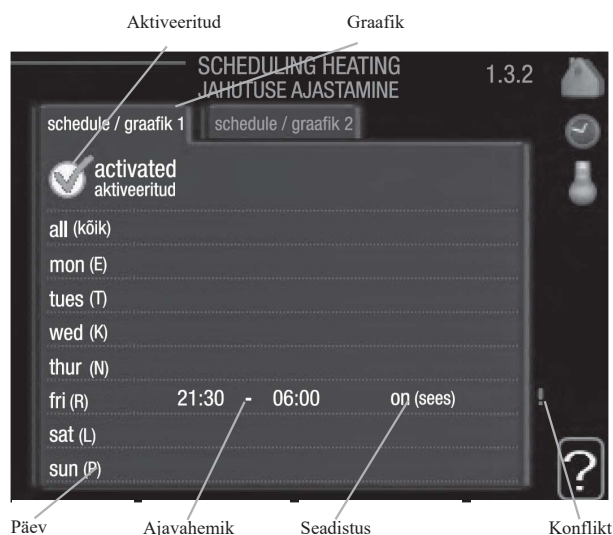 Aktiveeritud Graafik
SCHEDULING HEATING 1.3.2
JAHUTUSE AJASTAMINE
schedule / graafik 1 schedule / graafik 2
activated
aktiveeritud
all (kõik)
mon (E)
tues (T)
wed (K)
thur (N)
fri (R) 21:30 - 06:00 on (sees) !
sat (L)
sun (P)
?
Päev Ajavahemik Seadistus Konflikt